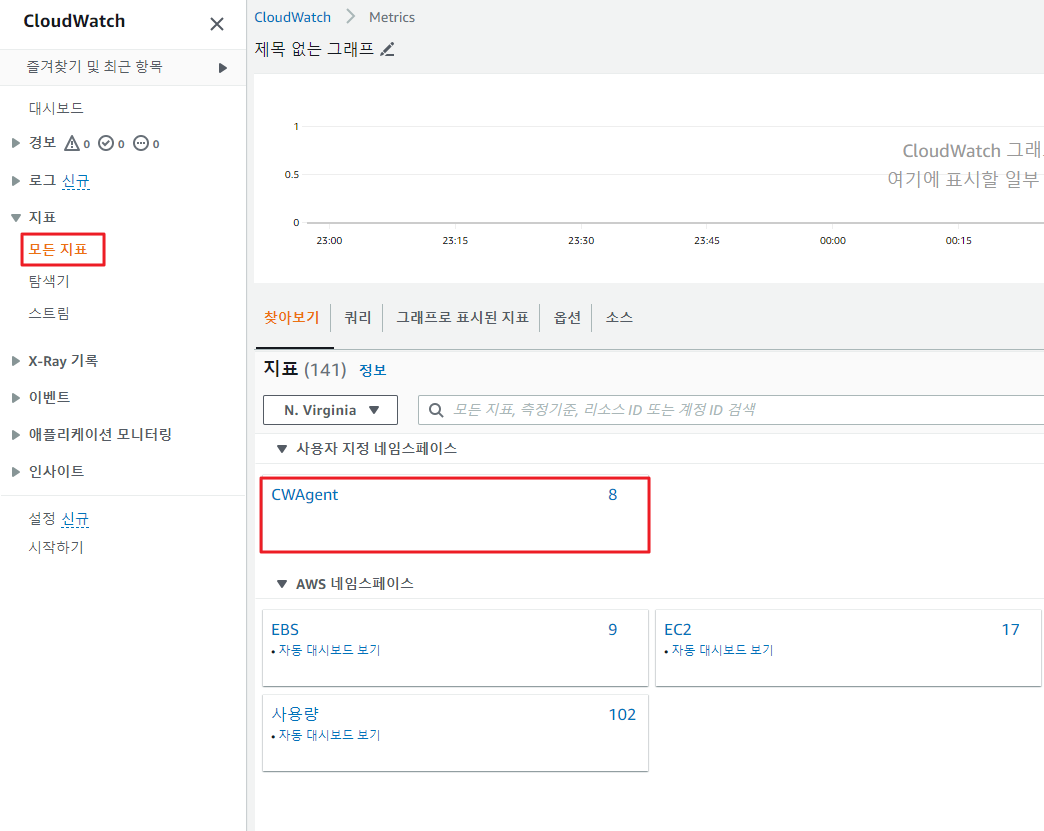 CloudWatch
즐겨찾기 및 최근 항목
대시보드
경보 0 0 0
로그 신규
지표
모든 지표
탐색기
스트림
X-Ray 기록
이벤트
애플리케이션 모니터링
인사이트
설정 신규
시작하기
CloudWatch Metrics
제목 없는 그래프
1
0.5
0
CloudWatch 그래
여기에 표시할 일부
23:00 23:15 23:30 23:45 00:00 00:15
찾아보기 쿼리 그래프로 표시된 지표 옵션 소스
지표 (141) 정보
N. Virginia 모든 지표, 측정기준, 리소스 ID 또는 계정 ID 검색
사용자 지정 네임스페이스
CWAgent 8
AWS 네임스페이스
EBS 9
• 자동 대시보드 보기
EC2 17
• 자동 대시보드 보기
사용량 102
• 자동 대시보드 보기